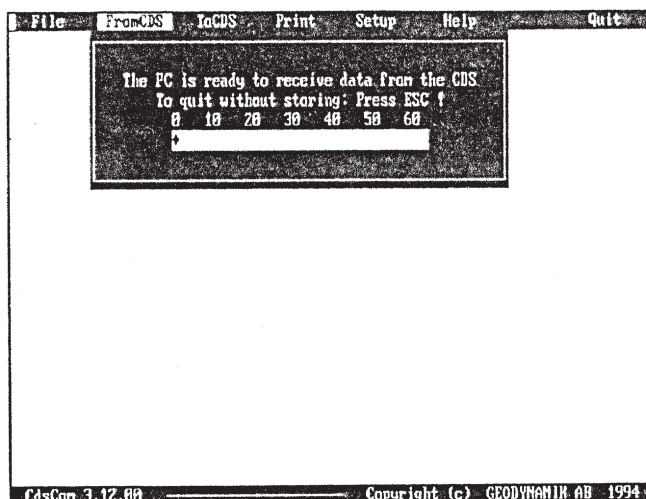 File FromCDS ToCDS Print Setup Help Quit
The PC is ready to receive data from the CDS
To quit without storing: Press ESC !
0 10 20 30 40 50 60
CdsCom 3.12.00 Copyright (c) GEODYNAMIK AB 1994